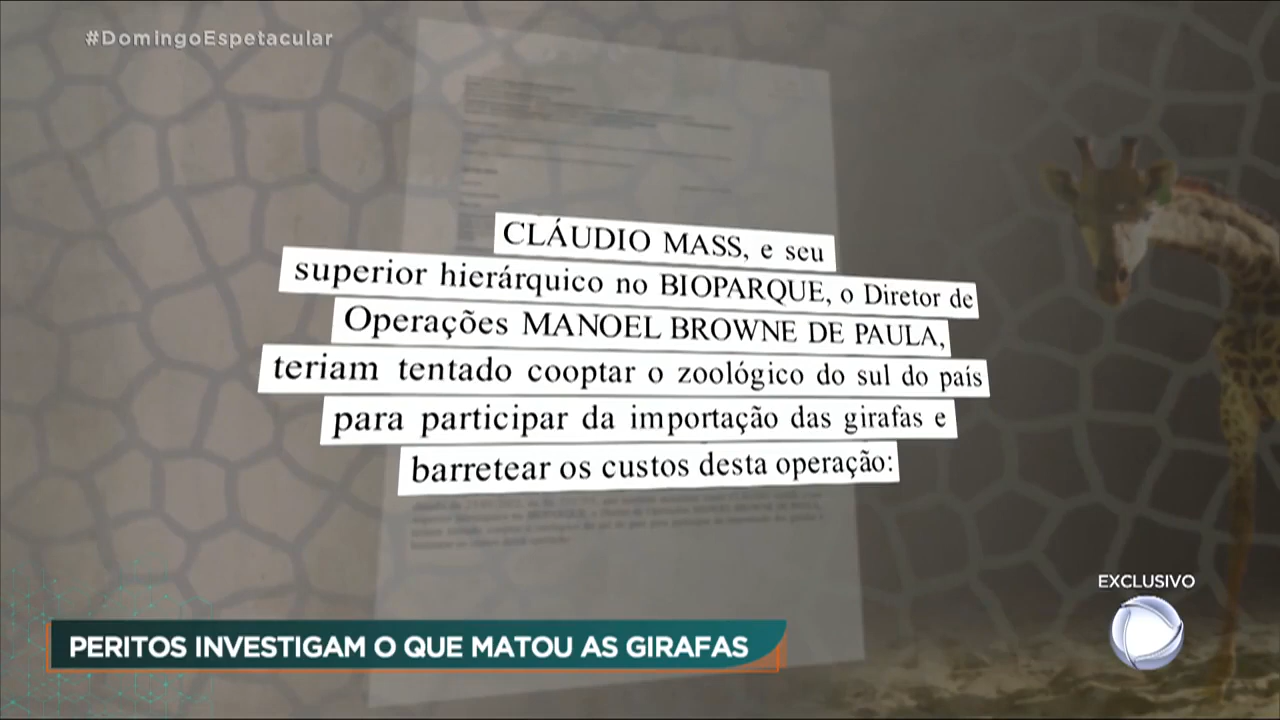 #DomingoEspetacular
CLÁUDIO MASS, e seu
superior hierárquico no BIOPARQUE, o Diretor de
Operações MANOEL BROWNE DE PAULA,
teriam tentado cooptar o zoológico do sul do país
para participar da importação das girafas e
barretear os custos desta operação:
EXCLUSIVO
PERITOS INVESTIGAM O QUE MATOU AS GIRAFAS